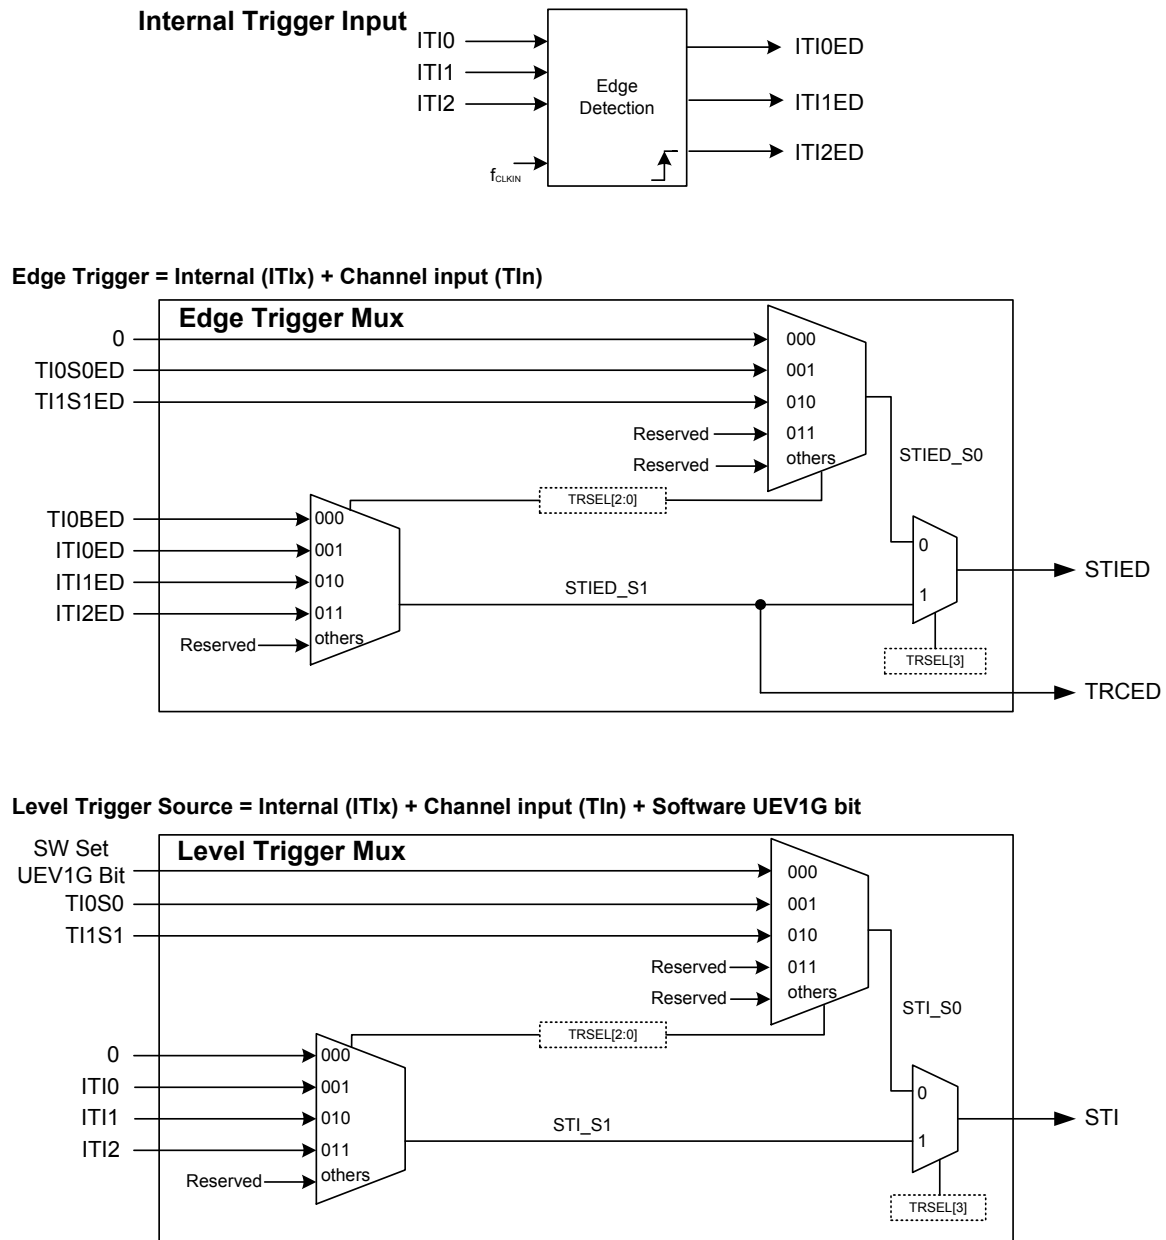 Internal Trigger Input
ITI0
ITI1
ITI2
fCLKIN
Edge
Detection
ITI0ED
ITI1ED
ITI2ED
Edge Trigger = Internal (ITIx) + Channel input (TIn)
Edge Trigger Mux
0
TI0S0ED
TI1S1ED
Reserved
Reserved
000
001
010
011
others
STIED_S0
TRSEL[2:0]
TI0BED
ITI0ED
ITI1ED
ITI2ED
Reserved
000
001
010
011
others
STIED_S1
0
1
TRSEL[3]
STIED
TRCED
Level Trigger Source = Internal (ITIx) + Channel input (TIn) + Software UEV1G bit
Level Trigger Mux
SW Set
UEV1G Bit
TI0S0
TI1S1
Reserved
Reserved
000
001
010
011
others
STI_S0
TRSEL[2:0]
0
ITI0
ITI1
ITI2
Reserved
000
001
010
011
others
STI_S1
0
1
TRSEL[3]
STI